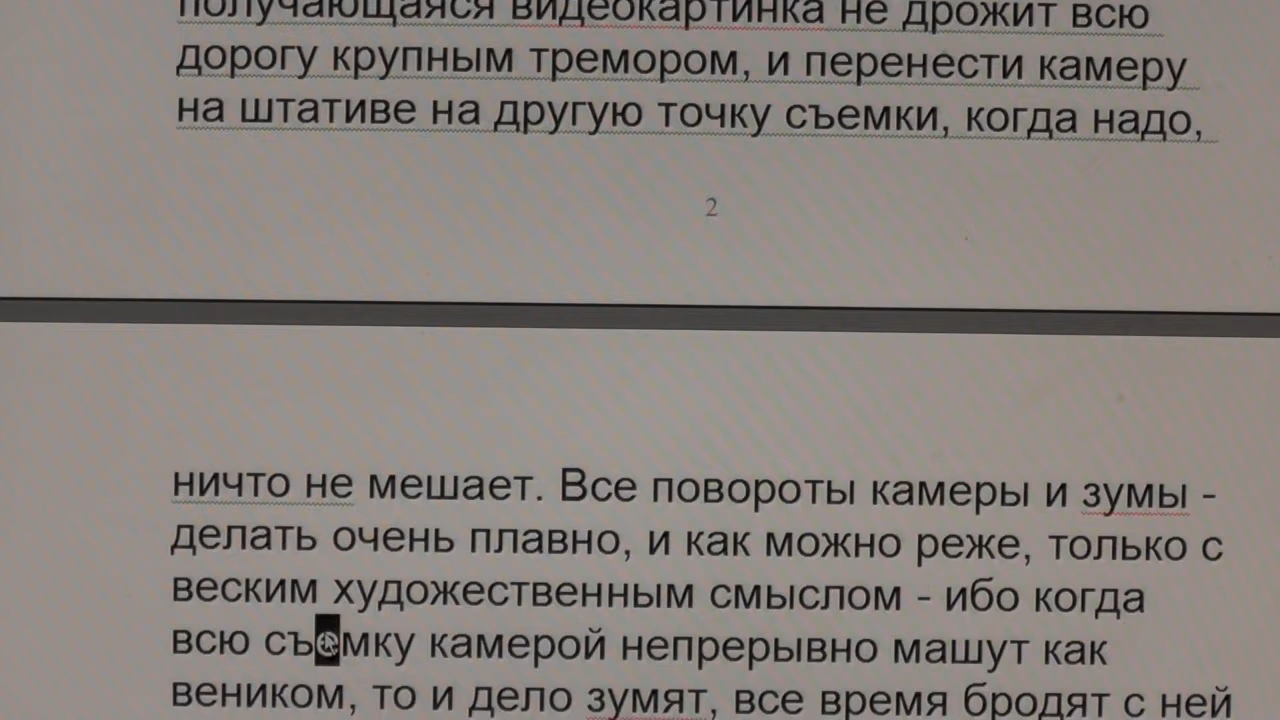 получающаяся видеокартинка не дрожит всю
дорогу крупным тремором, и перенести камеру
на штативе на другую точку съемки, когда надо,
2
ничто не мешает. Все повороты камеры и зумы -
делать очень плавно, и как можно реже, только с
веским художественным смыслом - ибо когда
всю съемку камерой непрерывно машут как
веником, то и дело зумят, все время бродят с ней